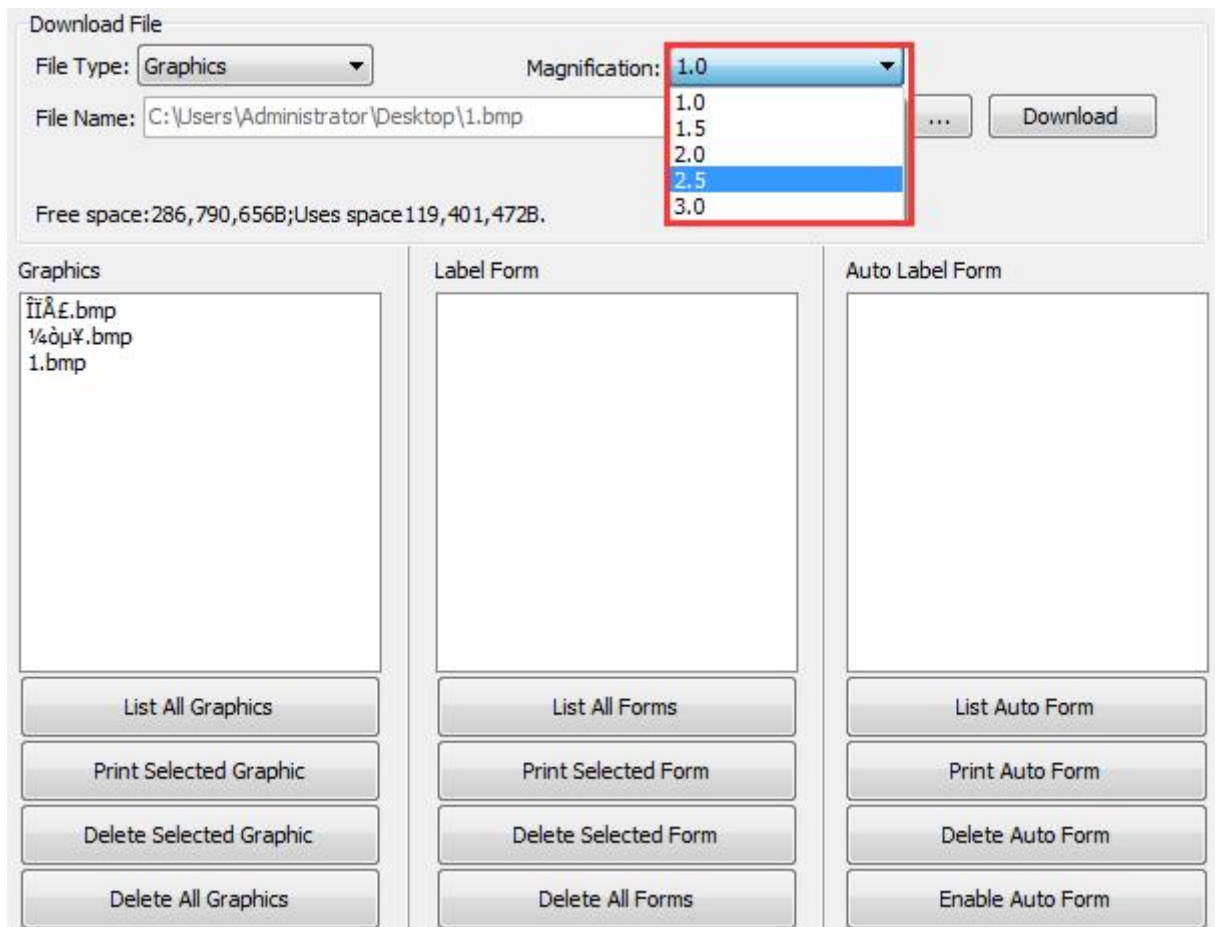 Download File
File Type: Graphics Magnification: 1.0
1.0
1.5
2.0
2.5
3.0
File Name: C:\Users\Administrator\Desktop\1.bmp ... Download
Free space:286,790,656B;Uses space119,401,472B.
Graphics
ÎÏÅ£.bmp
¼òµ¥.bmp
1.bmp
List All Graphics
Print Selected Graphic
Delete Selected Graphic
Delete All Graphics
Label Form
List All Forms
Print Selected Form
Delete Selected Form
Delete All Forms
Auto Label Form
List Auto Form
Print Auto Form
Delete Auto Form
Enable Auto Form